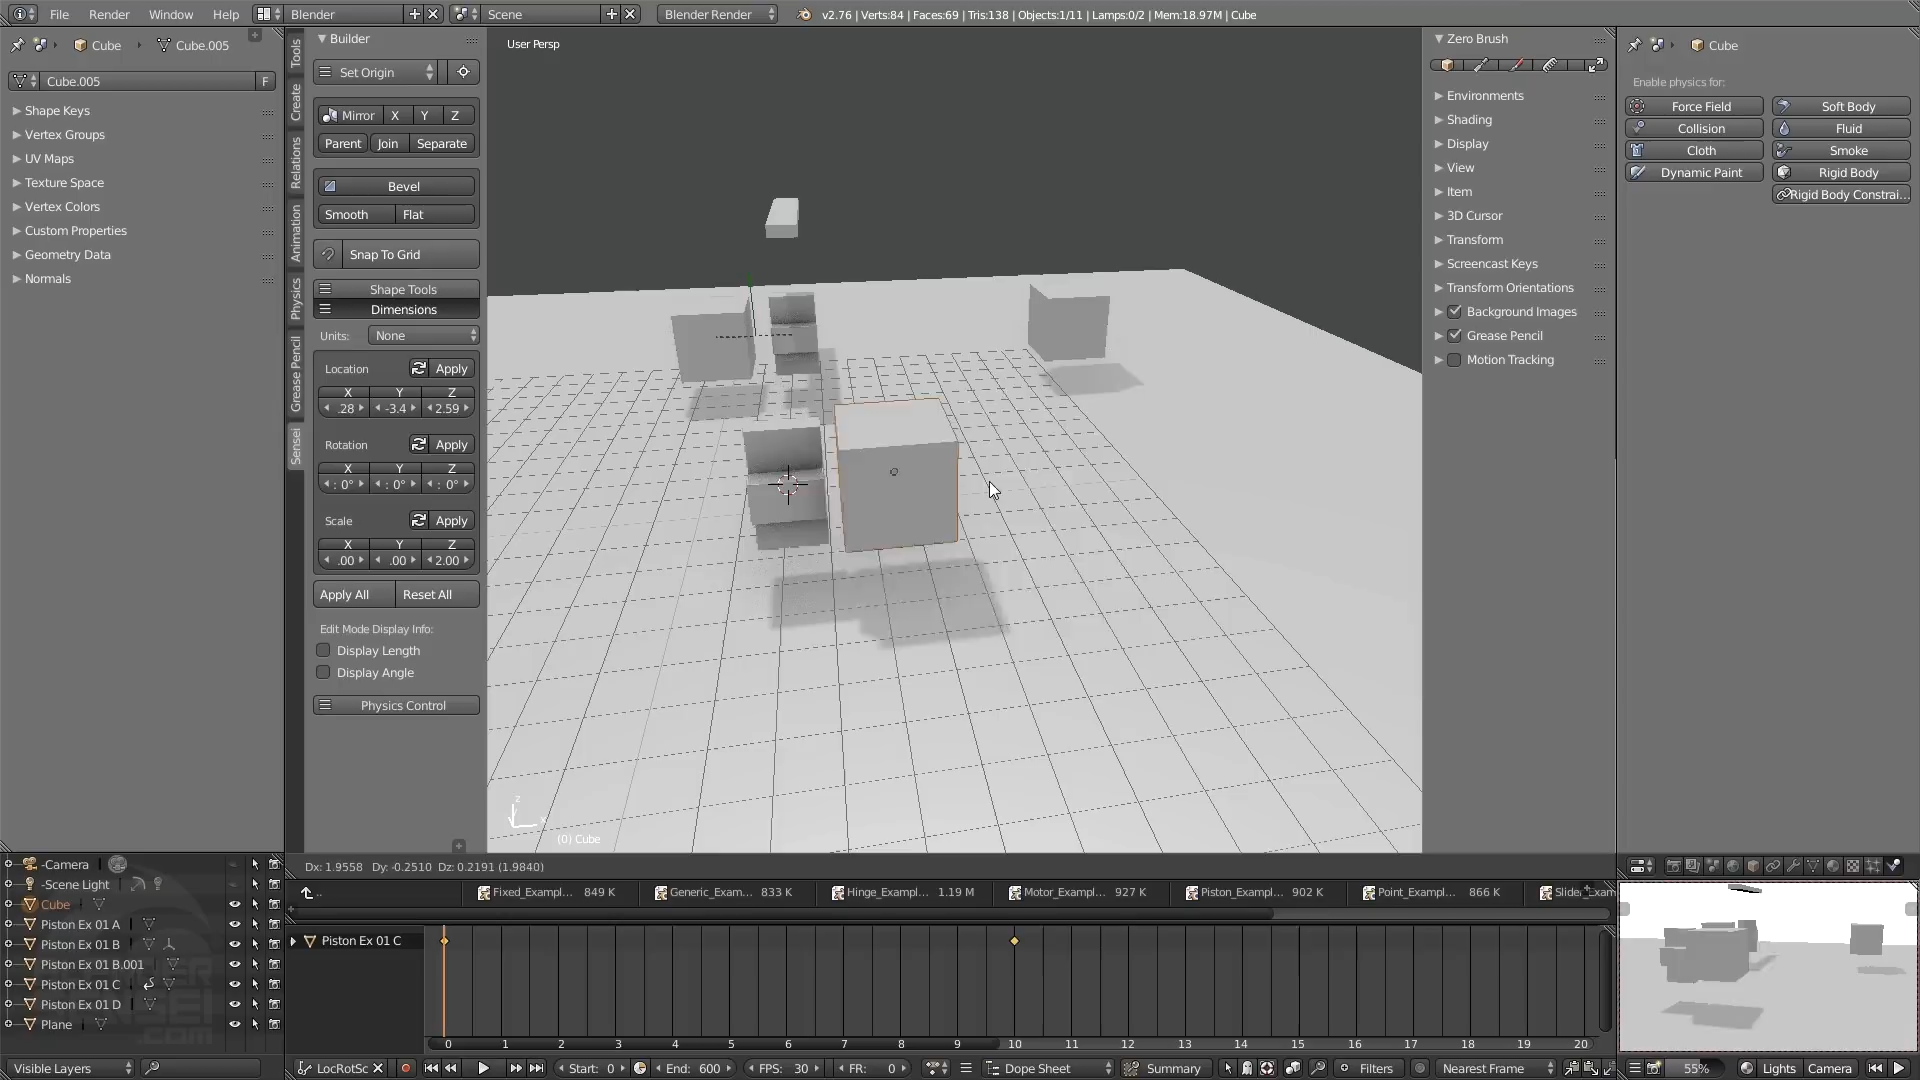 File Render Window Help
Blender
Scene
Blender Render
v2.76 | Verts:84 | Faces:69 | Tris:138 | Objects:1/11 | Lamps:0/2 | Mem:18.97M | Cube
Cube
Cube.005
Cube.005 F
Shape Keys
Vertex Groups
UV Maps
Texture Space
Vertex Colors
Custom Properties
Geometry Data
Normals
Tools
Create
Relations
Animation
Physics
Grease Pencil
Sensei
Builder
Set Origin
Mirror X Y Z
Parent Join Separate
Bevel
Smooth Flat
Snap To Grid
Shape Tools
Dimensions
Units: None
Location Apply
X Y Z
.28 -3.4 2.59
Rotation Apply
X Y Z
: 0° : 0° : 0°
Scale Apply
X Y Z
.00 .00 2.00
Apply All Reset All
Edit Mode Display Info:
Display Length
Display Angle
Physics Control
User Persp
(0) Cube
Zero Brush
Environments
Shading
Display
View
Item
3D Cursor
Transform
Screencast Keys
Transform Orientations
Background Images
Grease Pencil
Motion Tracking
Cube
Enable physics for:
Force Field Soft Body
Collision Fluid
Cloth Smoke
Dynamic Paint Rigid Body
Rigid Body Constrai...
-Camera
-Scene Light
Cube
Piston Ex 01 A
Piston Ex 01 B
Piston Ex 01 B.001
Piston Ex 01 C
Piston Ex 01 D
Plane
Visible Layers
Dx: 1.9558 Dy: -0.2510 Dz: 0.2191 (1.9840)
..
Fixed_Exampl... 849 K
Generic_Exam... 833 K
Hinge_Exampl... 1.19 M
Motor_Exampl... 927 K
Piston_Exampl... 902 K
Point_Exampl... 866 K
Piston Ex 01 C
0 1 2 3 4 5 6 7 8 9 10 11 12 13 14 15 16 17 18 19 20
LocRotSc
Start: 0
End: 600
FPS: 30
FR: 0
Dope Sheet
Summary
Filters
Nearest Frame
55%
Lights
Camera